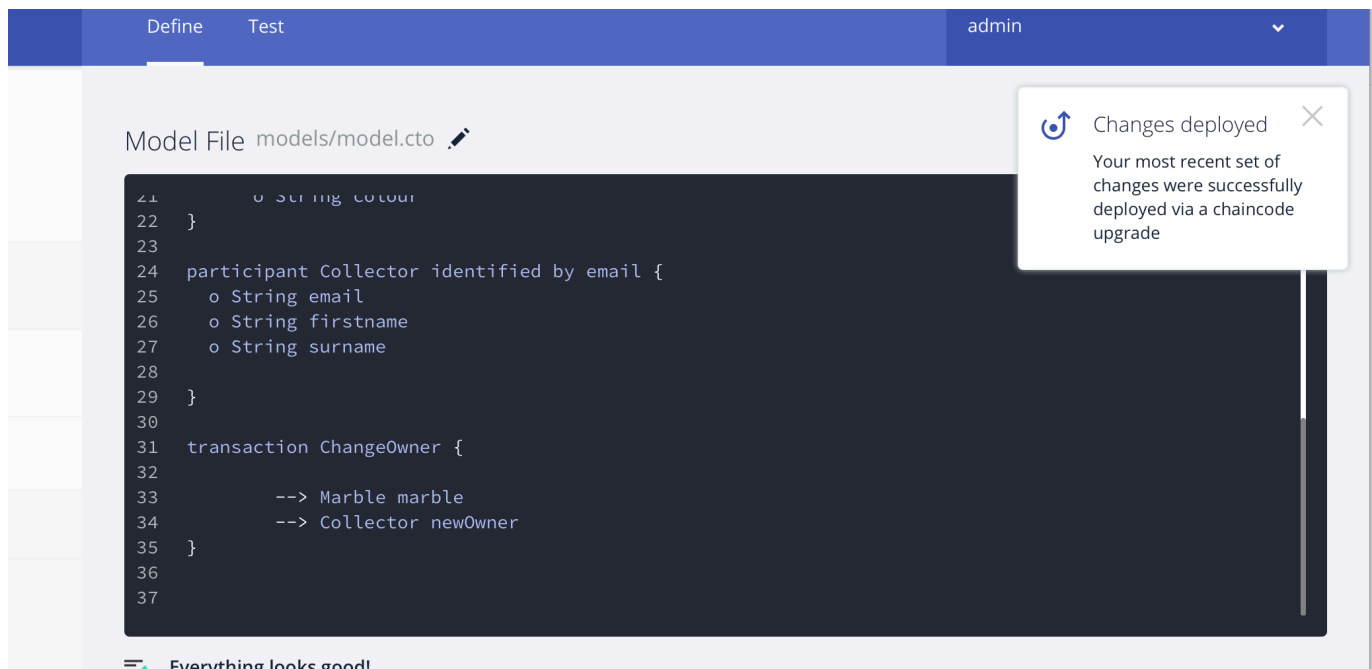 Define Test admin
Model File models/model.cto
Changes deployed
Your most recent set of
changes were successfully
deployed via a chaincode
upgrade
21 o String colour
22 }
23
24 participant Collector identified by email {
25 o String email
26 o String firstname
27 o String surname
28
29 }
30
31 transaction ChangeOwner {
32
33 --> Marble marble
34 --> Collector newOwner
35 }
36
37
Everything looks good!